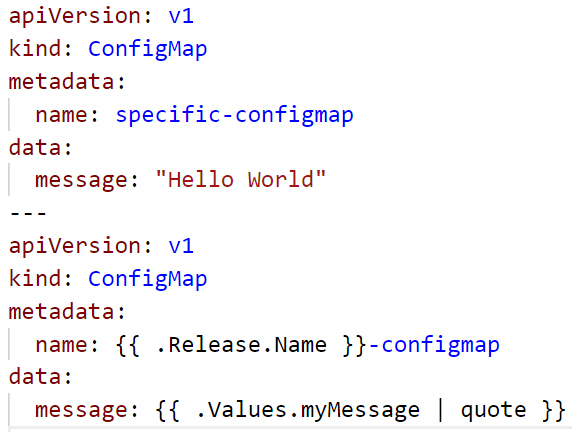 apiVersion: v1
kind: ConfigMap
metadata:
  name: specific-configmap
data:
  message: "Hello World"
---
apiVersion: v1
kind: ConfigMap
metadata:
  name: {{ .Release.Name }}-configmap
data:
  message: {{ .Values.myMessage | quote }}